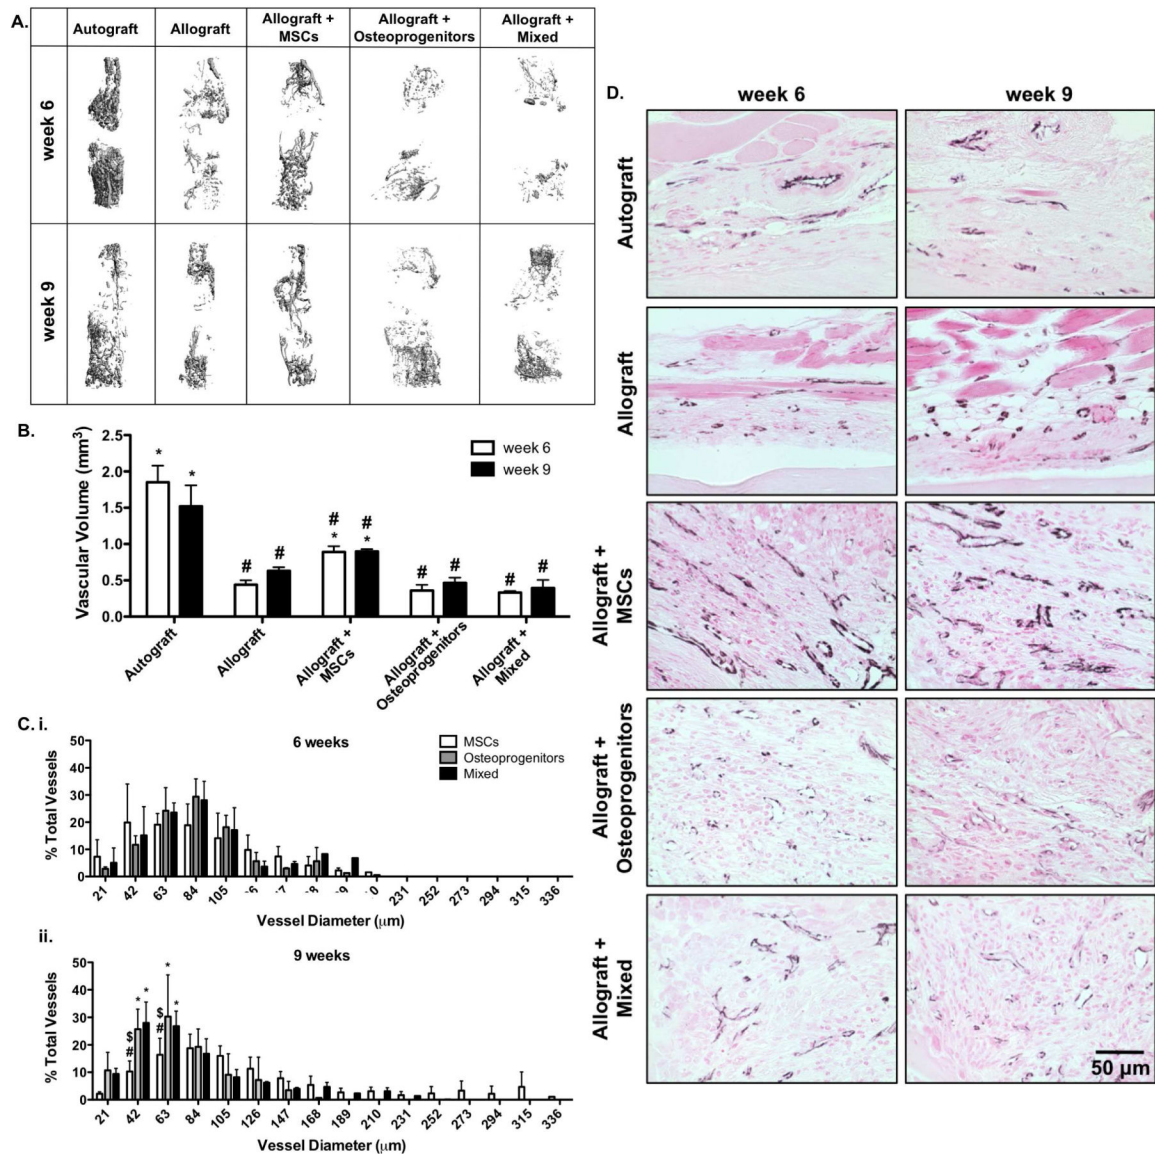 A.
Autograft
Allograft
Allograft +
MSCs
Allograft +
Osteoprogenitors
Allograft +
Mixed
week 6
week 9
B.
Vascular Volume (mm³)
2.5
2.0
1.5
1.0
0.5
0.0
week 6
week 9
* * # # # * # * # # # #
Autograft
Allograft
Allograft +
MSCs
Allograft +
Osteoprogenitors
Allograft +
Mixed
C. i.
6 weeks
MSCs
Osteoprogenitors
Mixed
% Total Vessels
50
40
30
20
10
0
21 42 63 84 105 231 252 273 294 315 336
Vessel Diameter (μm)
ii.
9 weeks
% Total Vessels
50
40
30
20
10
0
$ # * * $ # * *
21 42 63 84 105 126 147 168 189 210 231 252 273 294 315 336
Vessel Diameter (μm)
D.
week 6 week 9
Autograft
Allograft
Allograft +
MSCs
Allograft +
Osteoprogenitors
Allograft +
Mixed
50 μm